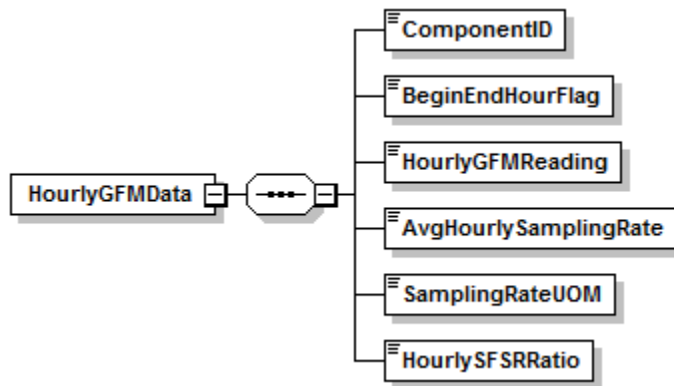 ComponentID
BeginEndHourFlag
HourlyGFMReading
HourlyGFMData
AvgHourlySamplingRate
SamplingRateUOM
HourlySFSRRatio